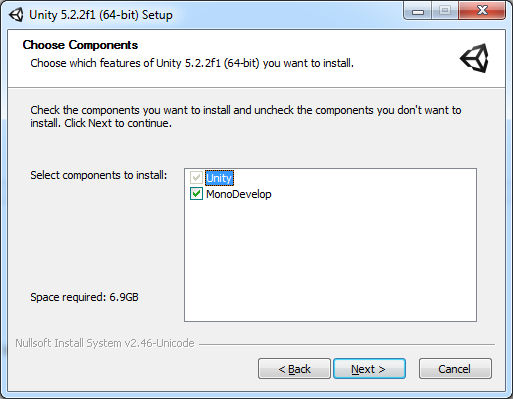 Unity 5.2.2f1 (64-bit) Setup
Choose Components
Choose which features of Unity 5.2.2f1 (64-bit) you want to install.
Check the components you want to install and uncheck the components you don't want to
install. Click Next to continue.
Select components to install:
Unity
MonoDevelop
Space required: 6.9GB
Nullsoft Install System v2.46-Unicode
< Back
Next >
Cancel